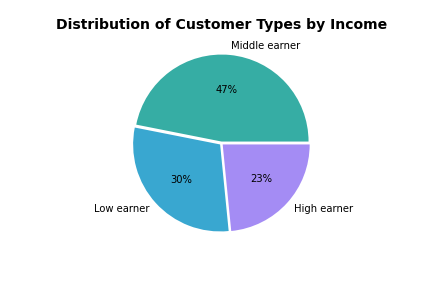 Distribution of Customer Types by Income
Middle earner
47%
30%
23%
Low earner
High earner